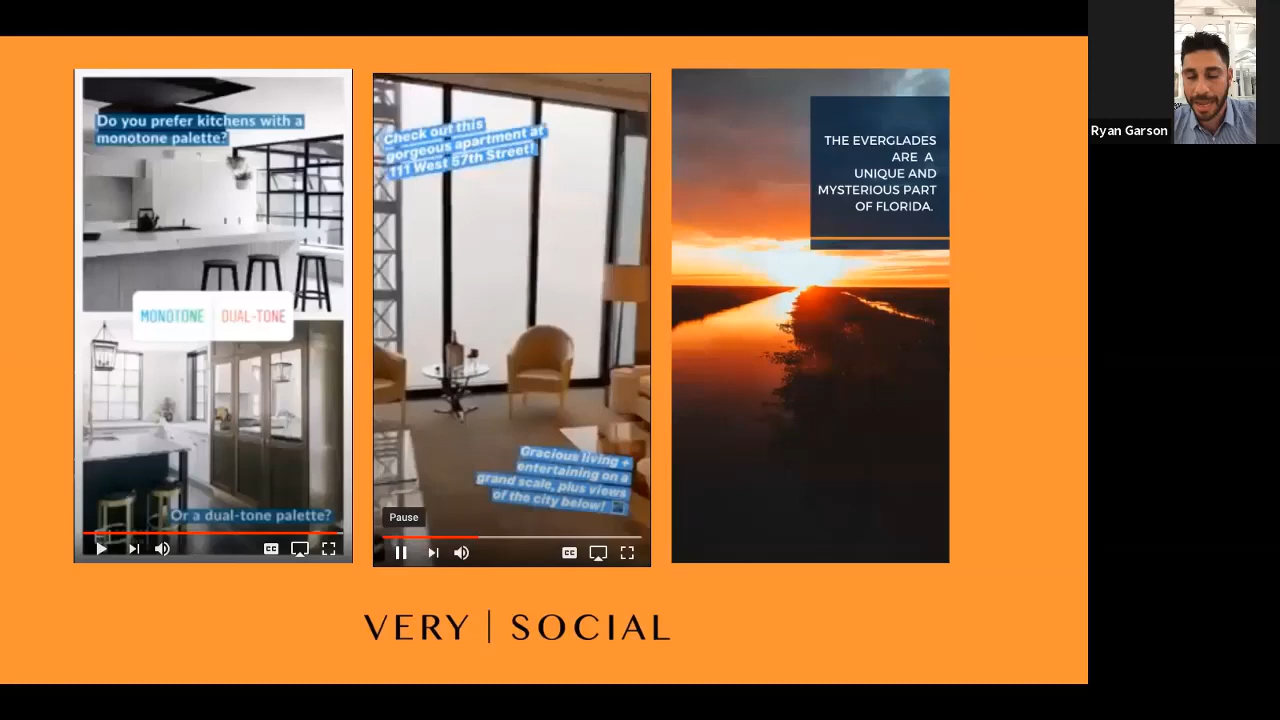 Do you prefer kitchens with a
monotone palette?
MONOTONE
DUAL-TONE
Or a dual-tone palette?
CC
Check out this
gorgeous apartment at
111 West 57th Street!
Gracious living +
entertaining on a
grand scale, plus views
of the city below!
Pause
CC
THE EVERGLADES
ARE A
UNIQUE AND
MYSTERIOUS PART
OF FLORIDA.
VERY | SOCIAL
Ryan Garson